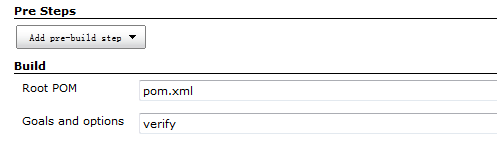 Pre Steps
Add pre-build step
Build
Root POM pom.xml
Goals and options verify